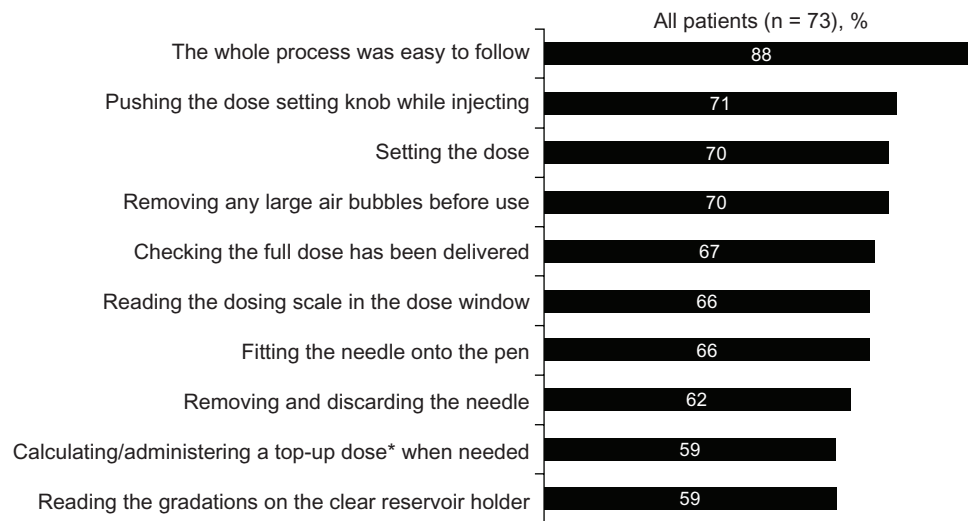 All patients (n = 73), %
The whole process was easy to follow 88
Pushing the dose setting knob while injecting 71
Setting the dose 70
Removing any large air bubbles before use 70
Checking the full dose has been delivered 67
Reading the dosing scale in the dose window 66
Fitting the needle onto the pen 66
Removing and discarding the needle 62
Calculating/administering a top-up dose* when needed 59
Reading the gradations on the clear reservoir holder 59